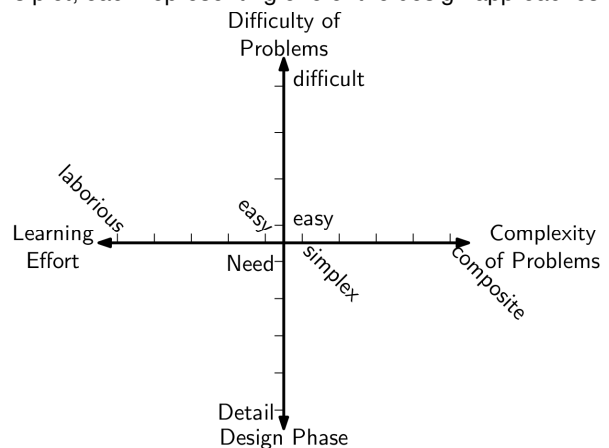 Difficulty of
Problems
difficult
laborious
easy
easy
Learning
Effort
Complexity
of Problems
Need
simplex
composite
Detail
Design Phase